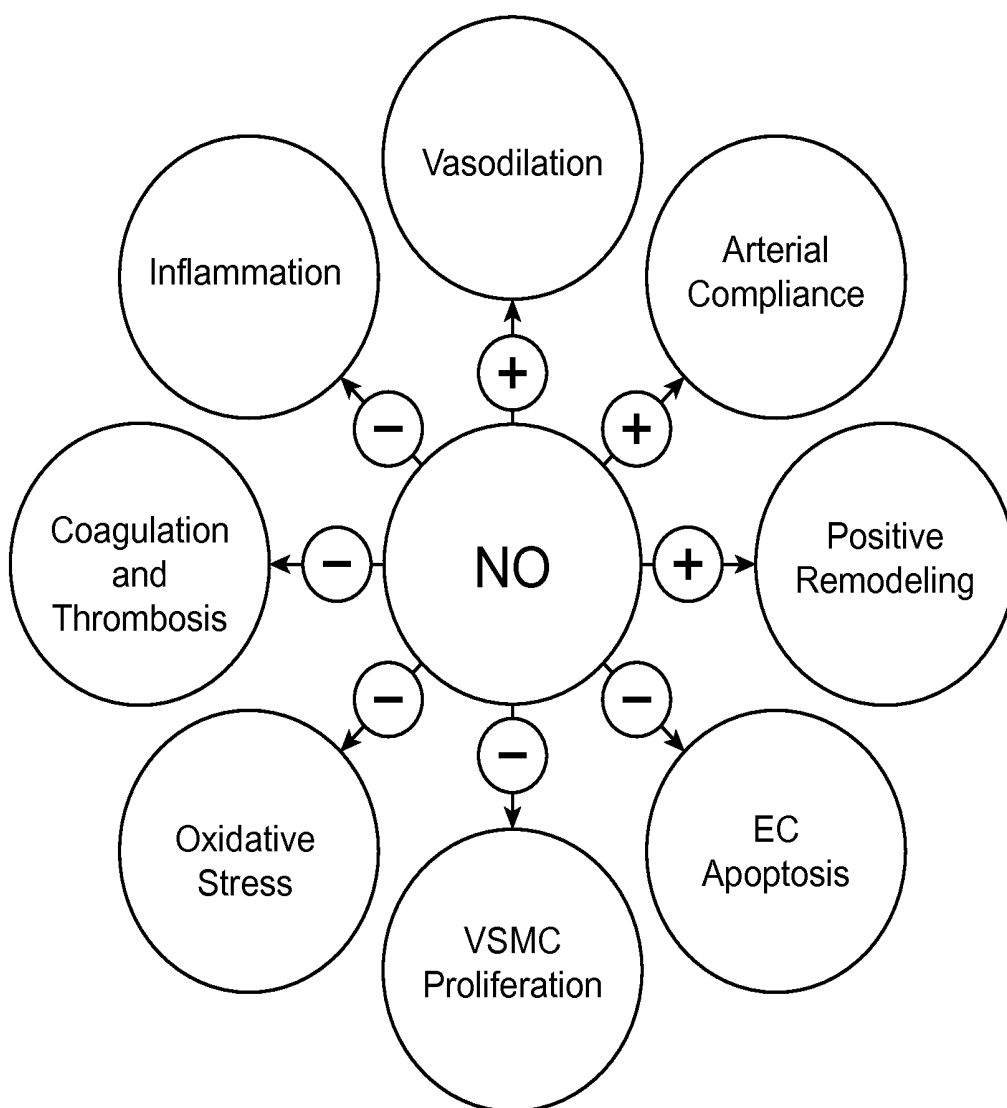 Vasodilation
+
Arterial
Compliance
+
Positive
Remodeling
+
EC
Apoptosis
−
VSMC
Proliferation
−
Oxidative
Stress
−
Coagulation
and
Thrombosis
−
Inflammation
−
NO